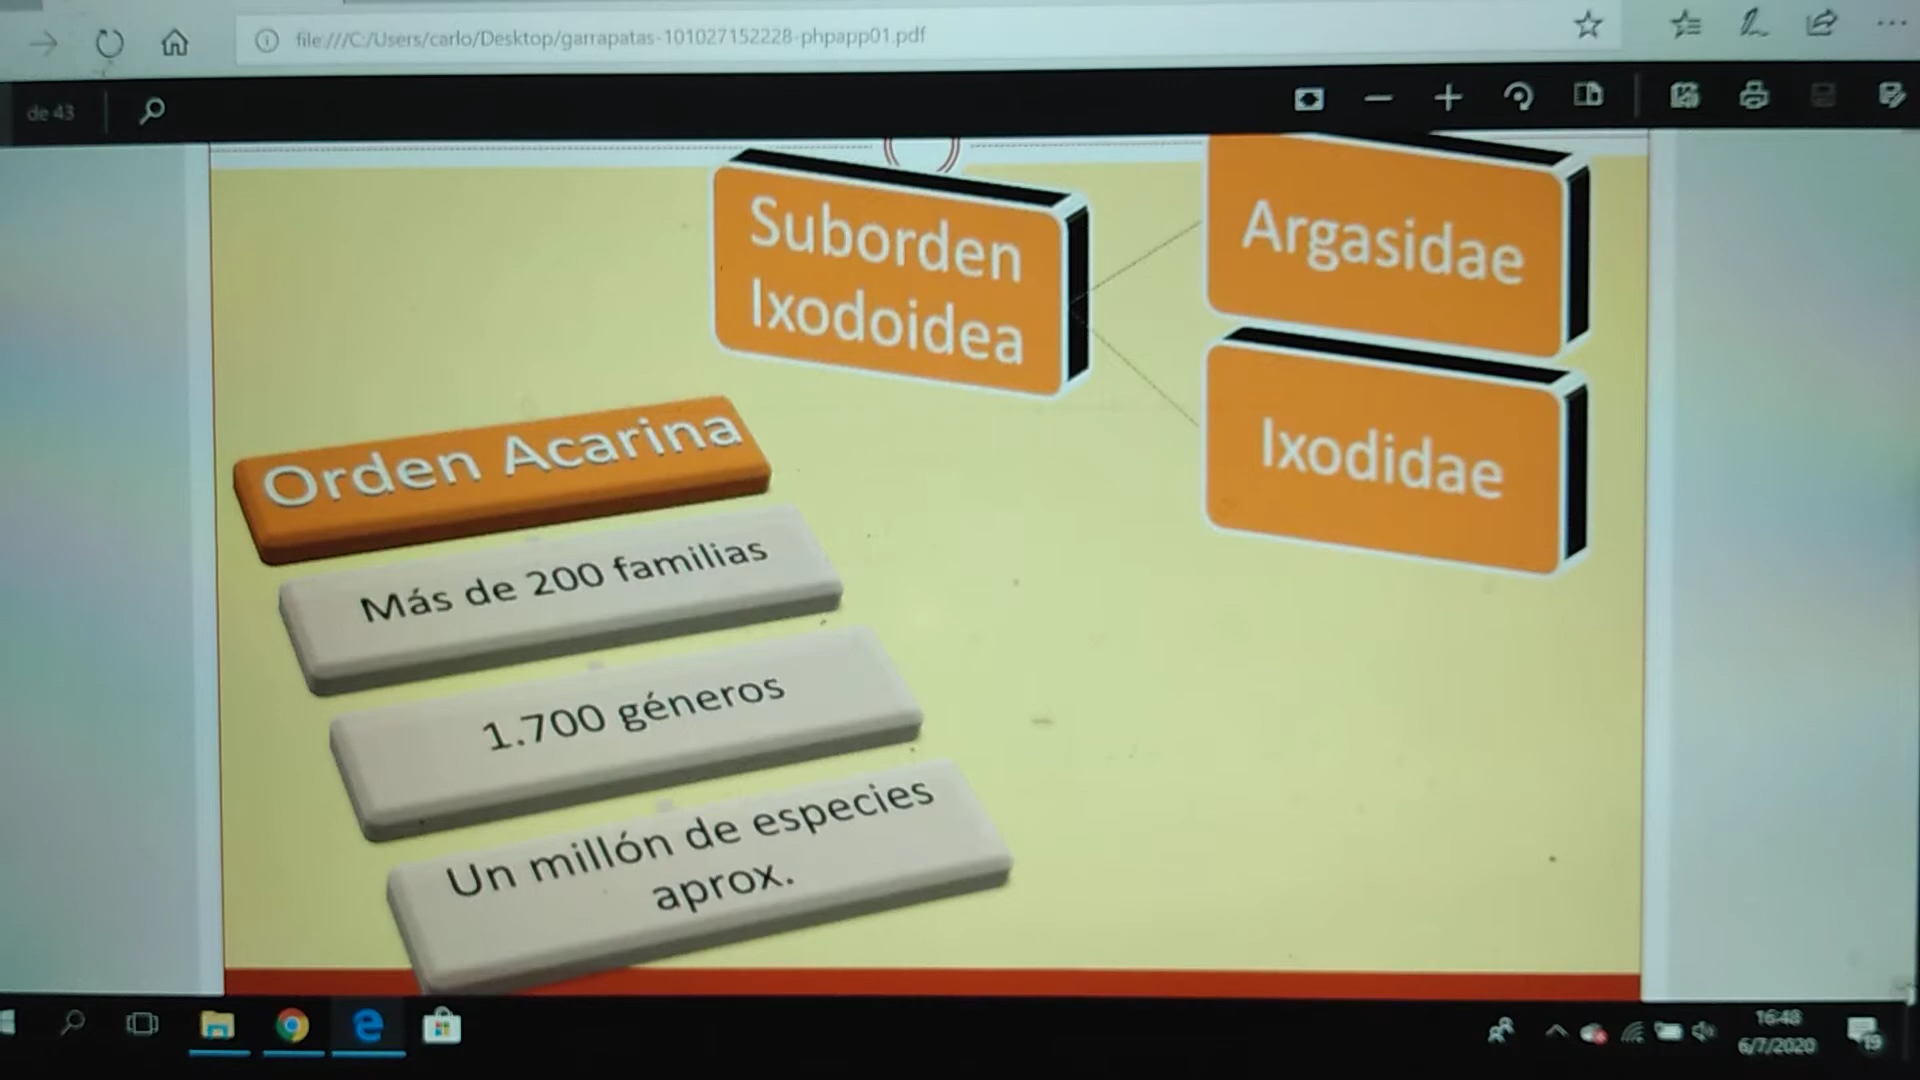 file:///C:/Users/carlo/Desktop/garrapatas-101027152228-phpapp01.pdf
de 43
Suborden
Ixodoidea
Argasidae
Ixodidae
Orden Acarina
Más de 200 familias
1.700 géneros
Un millón de especies
aprox.
16:48
6/7/2020
19